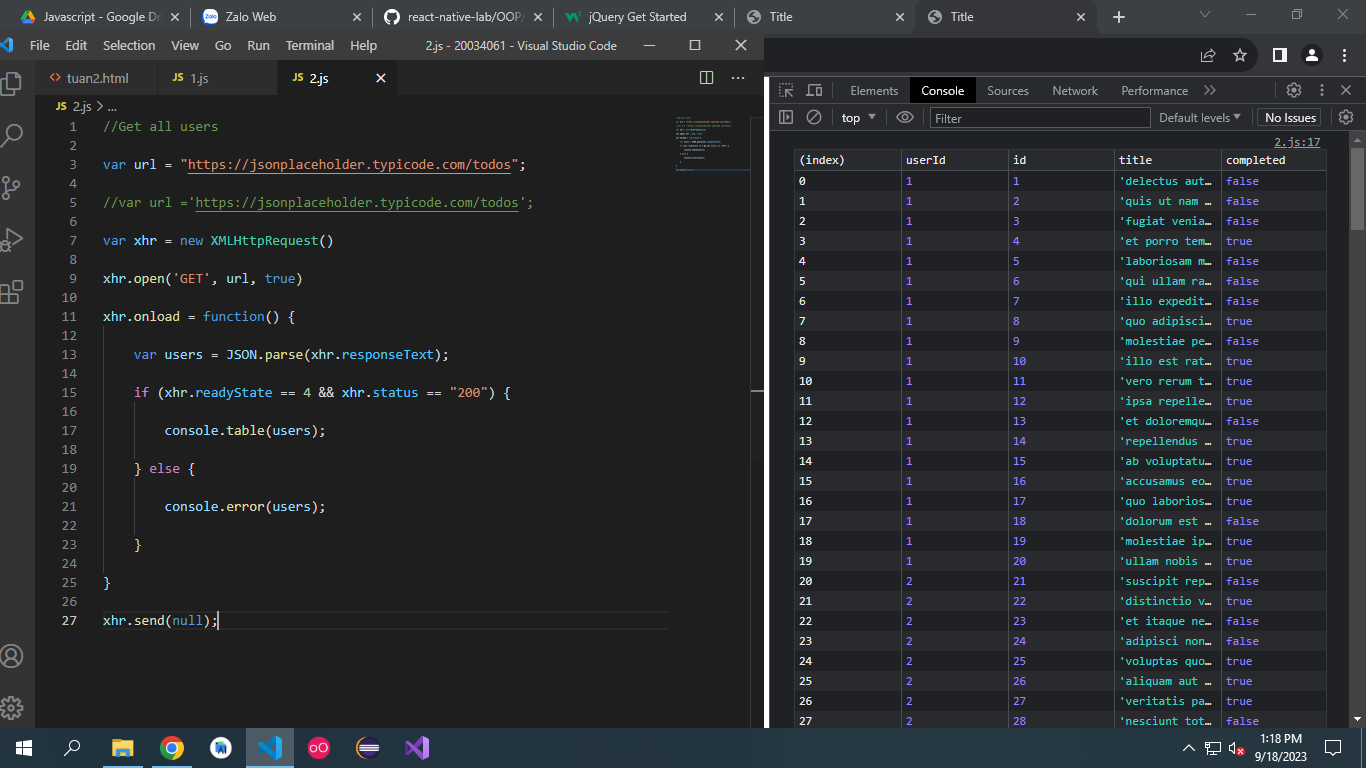 Javascript - Google Dr
Zalo Web
react-native-lab/OOP/
jQuery Get Started
Title
Title
File Edit Selection View Go Run Terminal Help
2.js - 20034061 - Visual Studio Code
tuan2.html
JS 1.js
JS 2.js
JS 2.js > ...
1 //Get all users
2
3 var url = "https://jsonplaceholder.typicode.com/todos";
4
5 //var url ='https://jsonplaceholder.typicode.com/todos';
6
7 var xhr = new XMLHttpRequest()
8
9 xhr.open('GET', url, true)
10
11 xhr.onload = function() {
12
13 var users = JSON.parse(xhr.responseText);
14
15 if (xhr.readyState == 4 && xhr.status == "200") {
16
17 console.table(users);
18
19 } else {
20
21 console.error(users);
22
23 }
24
25 }
26
27 xhr.send(null);
Elements Console Sources Network Performance
top
Filter
Default levels
No Issues
2.js:17
(index) userId id title completed
0 1 1 'delectus aut… false
1 1 2 'quis ut nam … false
2 1 3 'fugiat venia… false
3 1 4 'et porro tem… true
4 1 5 'laboriosam m… false
5 1 6 'qui ullam ra… false
6 1 7 'illo expedit… false
7 1 8 'quo adipisci… true
8 1 9 'molestiae pe… false
9 1 10 'illo est rat… true
10 1 11 'vero rerum t… true
11 1 12 'ipsa repelle… true
12 1 13 'et doloremqu… false
13 1 14 'repellendus … true
14 1 15 'ab voluptatu… true
15 1 16 'accusamus eo… true
16 1 17 'quo laborios… true
17 1 18 'dolorum est … false
18 1 19 'molestiae ip… true
19 1 20 'ullam nobis … true
20 2 21 'suscipit rep… false
21 2 22 'distinctio v… true
22 2 23 'et itaque ne… false
23 2 24 'adipisci non… false
24 2 25 'voluptas quo… true
25 2 26 'aliquam aut … true
26 2 27 'veritatis pa… true
27 2 28 'nesciunt tot… false
1:18 PM
9/18/2023